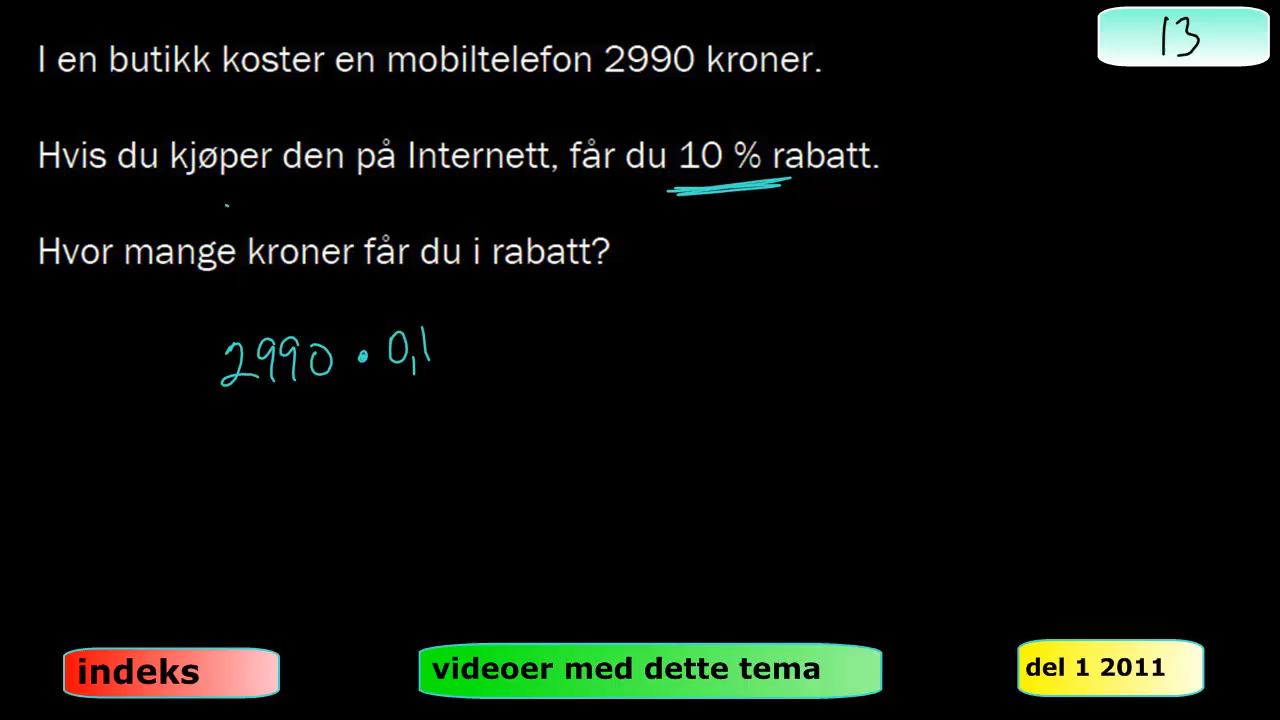 13
I en butikk koster en mobiltelefon 2990 kroner.
Hvis du kjøper den på Internett, får du 10 % rabatt.
Hvor mange kroner får du i rabatt?
2990 · 0,1
indeks
videoer med dette tema
del 1 2011